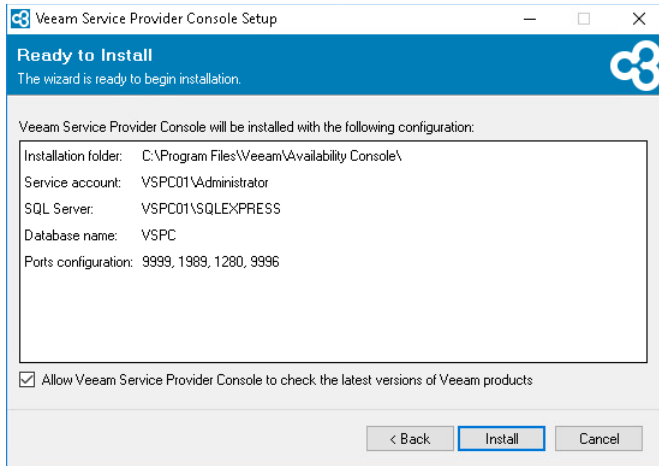 Veeam Service Provider Console Setup
Ready to Install
The wizard is ready to begin installation.
Veeam Service Provider Console will be installed with the following configuration:
Installation folder: C:\Program Files\Veeam\Availability Console\
Service account: VSPC01\Administrator
SQL Server: VSPC01\SQLEXPRESS
Database name: VSPC
Ports configuration: 9999, 1989, 1280, 9996
Allow Veeam Service Provider Console to check the latest versions of Veeam products
< Back Install Cancel